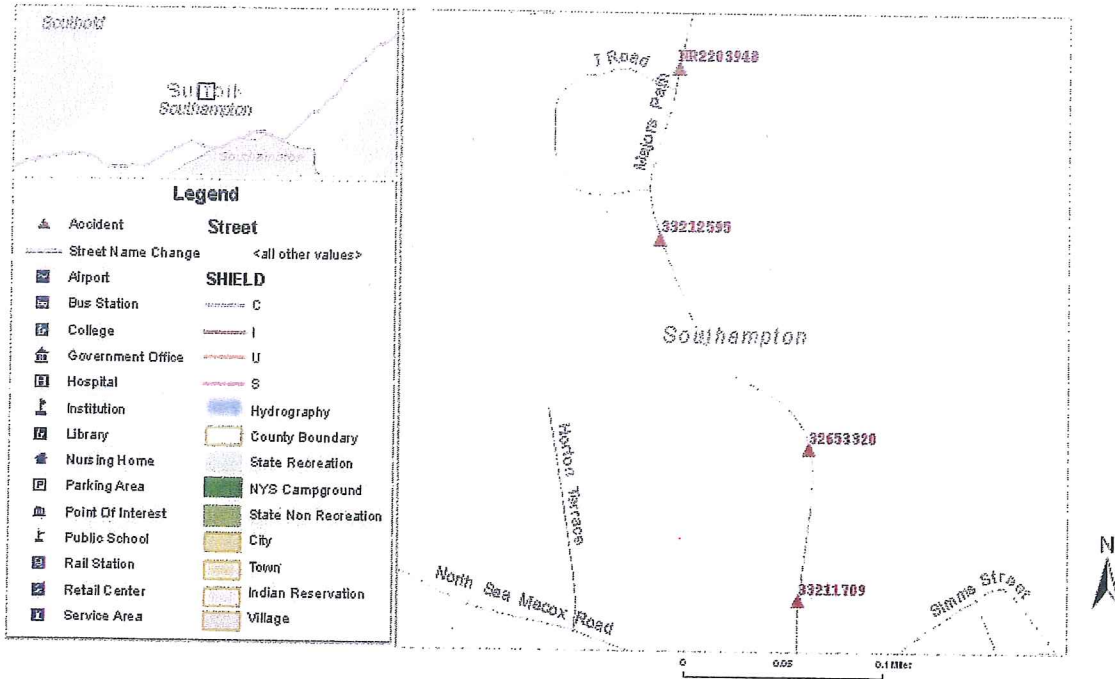 Southold
Suffolk
Southampton
Southampton
Legend
Accident
Street Name Change
Airport
Bus Station
College
Government Office
Hospital
Institution
Library
Nursing Home
Parking Area
Point Of Interest
Public School
Rail Station
Retail Center
Service Area
Street
<all other values>
SHIELD
C
I
U
S
Hydrography
County Boundary
State Recreation
NYS Campground
State Non Recreation
City
Town
Indian Reservation
Village
NR2203948
T Road
Majors Path
33212595
Southampton
32653320
Horton Terrace
North Sea Macox Road
33211709
Simms Street
N
0 0.05 0.1 Miles